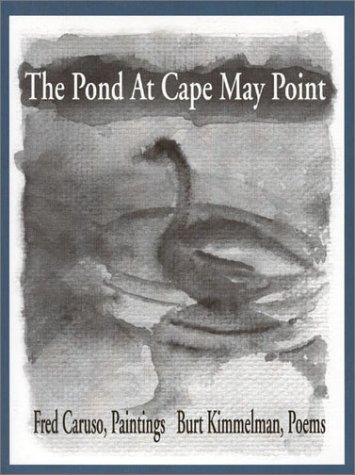 The Pond At Cape May Point
Fred Caruso, Paintings Burt Kimmelman, Poems